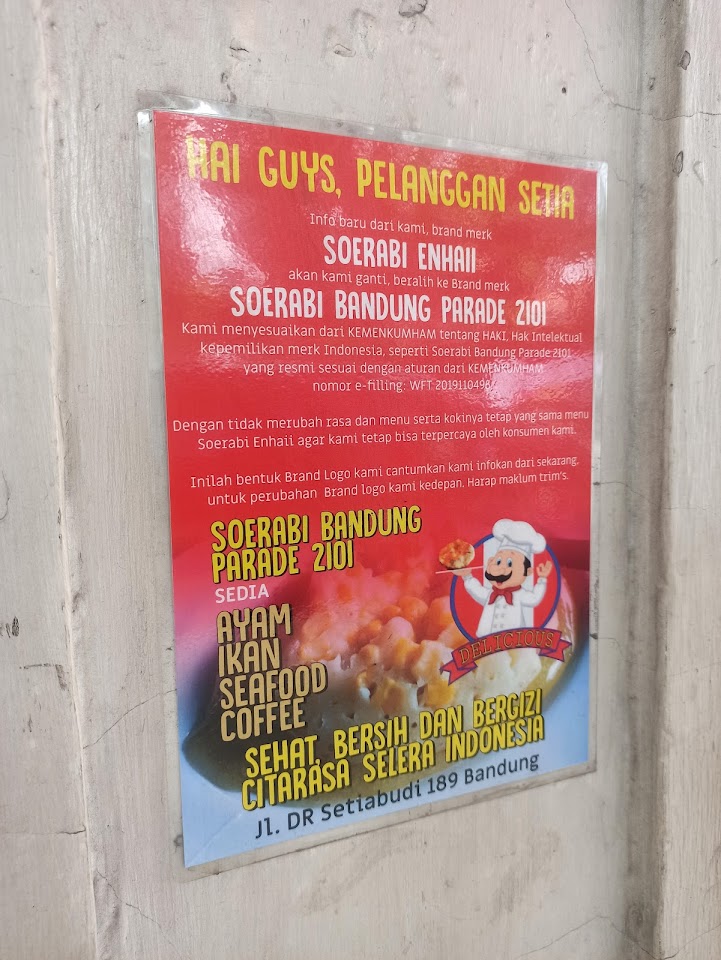 HAI GUYS, PELANGGAN SETIA
Info baru dari kami, brand merk
SOERABI ENHAII
akan kami ganti, beralih ke Brand merk
SOERABI BANDUNG PARADE 2101
Kami menyesuaikan dari KEMENKUMHAM tentang HAKI, Hak Intelektual
kepemilikan merk Indonesia, seperti Soerabi Bandung Parade 2101
yang resmi sesuai dengan aturan dari KEMENKUMHAM
nomor e-filling: WFT
Dengan tidak merubah rasa dan menu serta kokinya tetap yang sama menu
Soerabi Enhaii agar kami tetap bisa terpercaya oleh konsumen kami.
Inilah bentuk Brand Logo kami cantumkan kami infokan dari sekarang,
untuk perubahan Brand logo kami kedepan. Harap maklum trim's.
SOERABI BANDUNG
PARADE 2101
SEDIA
AYAM
IKAN
SEAFOOD
COFFEE
DELICIOUS
SEHAT, BERSIH DAN BERGIZI
CITARASA SELERA INDONESIA
Jl. DR Setiabudi 189 Bandung